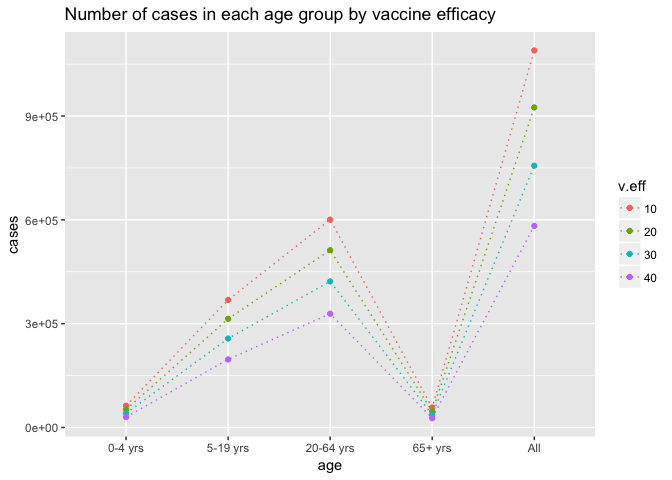 Number of cases in each age group by vaccine efficacy
9e+05
6e+05
3e+05
0e+00
cases
0-4 yrs 5-19 yrs 20-64 yrs 65+ yrs All
age
v.eff
10
20
30
40